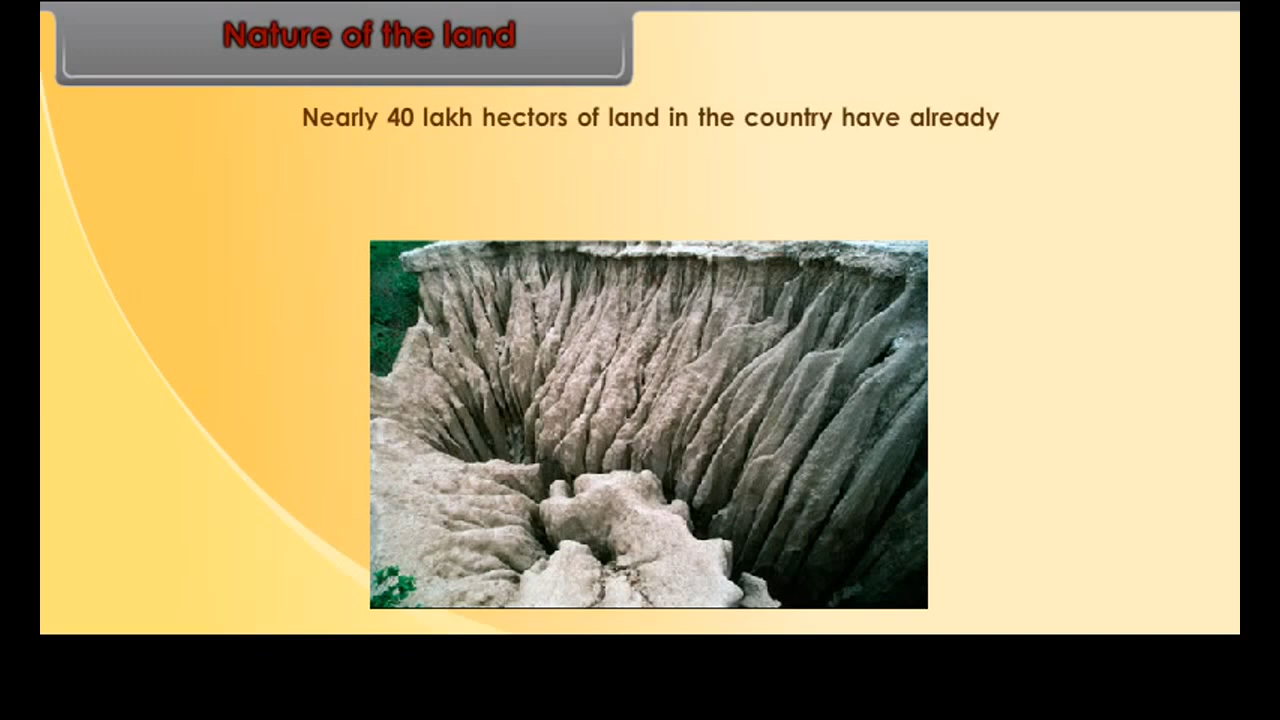 Nature of the land
Nearly 40 lakh hectors of land in the country have already